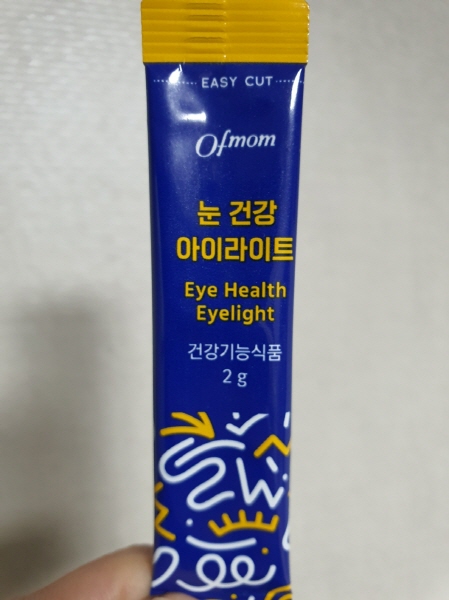 EASY CUT
Ofmom
눈 건강
아이라이트
Eye Health
Eyelight
건강기능식품
2 g